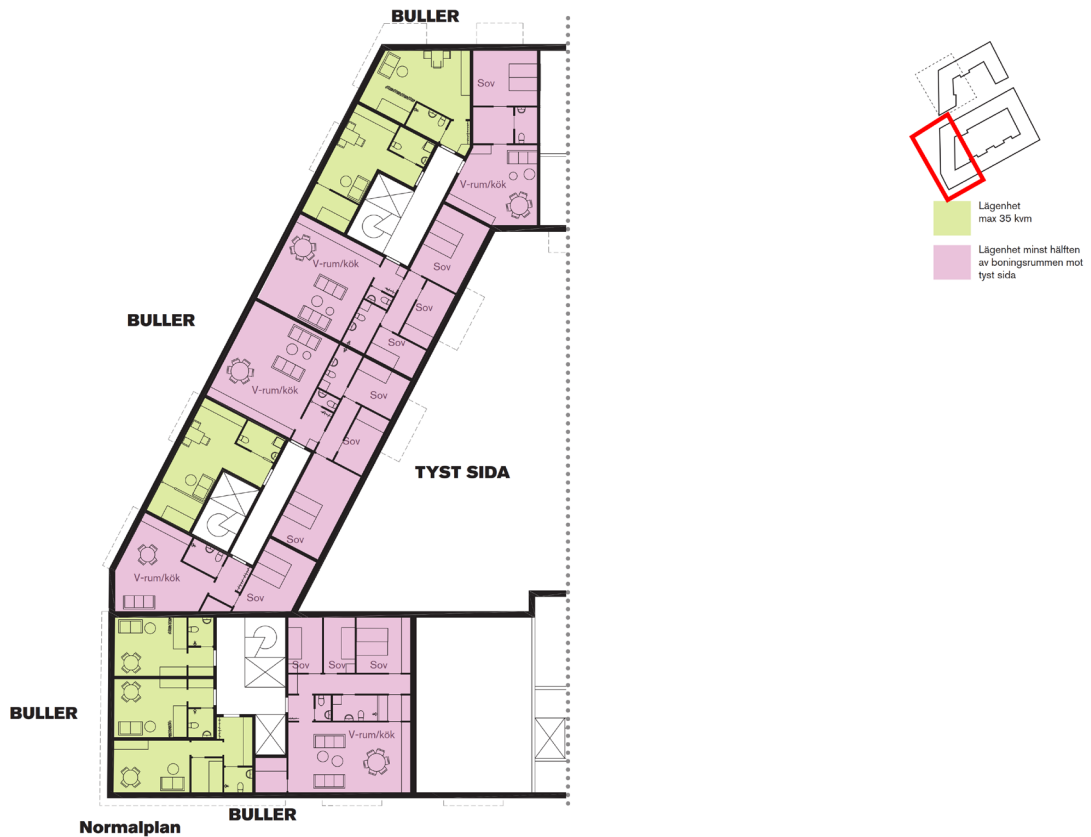 BULLER
Sov
V-rum/kök
Sov
V-rum/kök
Sov
BULLER
Sov
V-rum/kök
Sov
Sov
TYST SIDA
Sov
V-rum/kök
Sov
Sov
Sov
Sov
BULLER
V-rum/kök
BULLER
Normalplan
Lägenhet
max 35 kvm
Lägenhet minst hälften
av boningsrummen mot
tyst sida